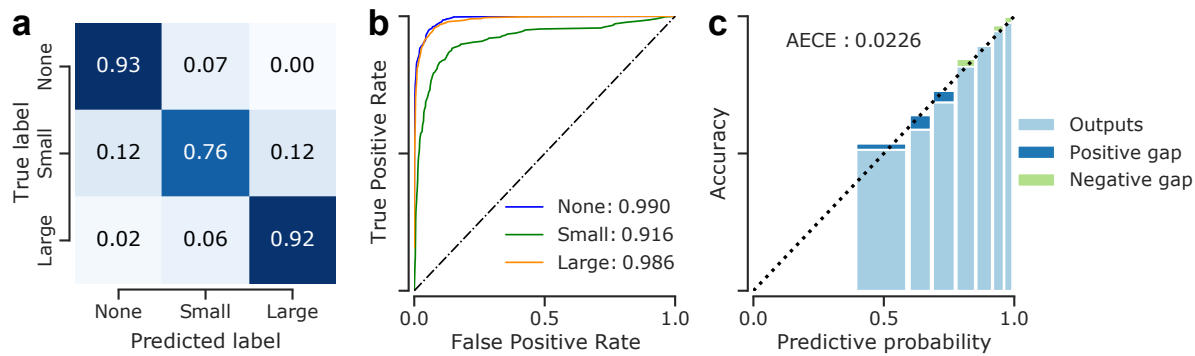 a
True label
None
Small
Large
0.93 0.07 0.00
0.12 0.76 0.12
0.02 0.06 0.92
None Small Large
Predicted label
b
True Positive Rate
None: 0.990
Small: 0.916
Large: 0.986
0.0 0.5 1.0
False Positive Rate
c
Accuracy
AECE : 0.0226
0.0 0.5 1.0
Predictive probability
Outputs
Positive gap
Negative gap